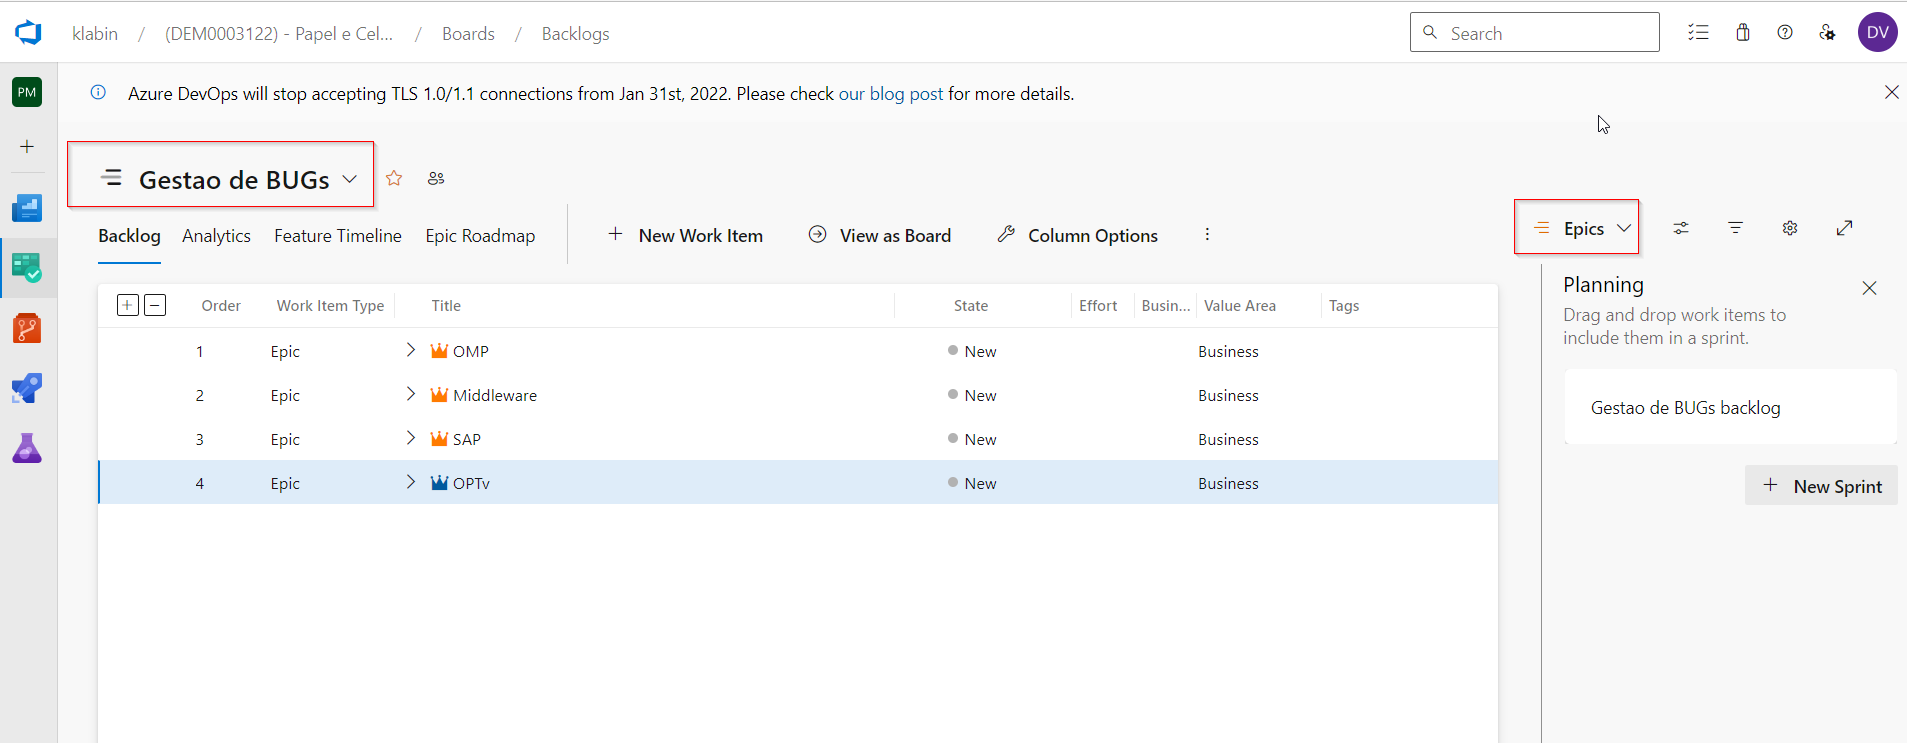 klabin / (DEM0003122) - Papel e Cel... / Boards / Backlogs
Search
DV
PM
Azure DevOps will stop accepting TLS 1.0/1.1 connections from Jan 31st, 2022. Please check our blog post for more details.
Gestao de BUGs
Backlog Analytics Feature Timeline Epic Roadmap
+ New Work Item View as Board Column Options
Epics
Order Work Item Type Title State Effort Busin... Value Area Tags
1 Epic OMP New Business
2 Epic Middleware New Business
3 Epic SAP New Business
4 Epic OPTv New Business
Planning
Drag and drop work items to
include them in a sprint.
Gestao de BUGs backlog
+ New Sprint